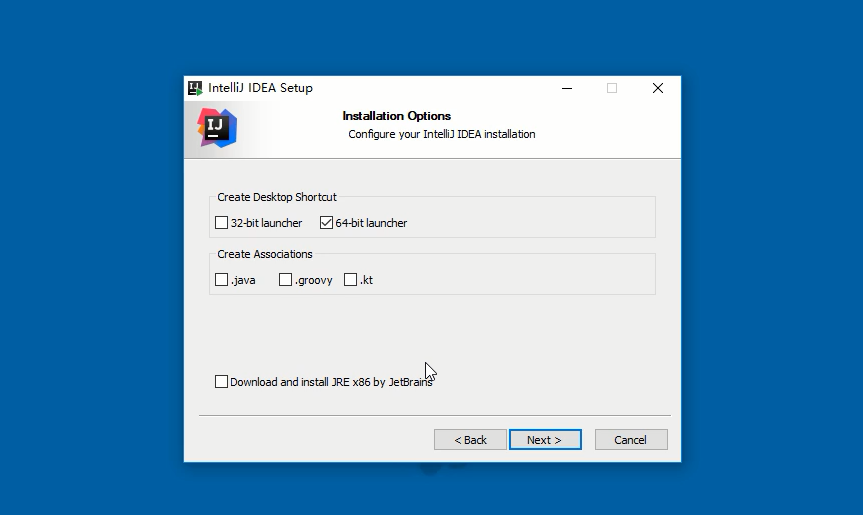 IntelliJ IDEA Setup
IJ
Installation Options
Configure your IntelliJ IDEA installation
Create Desktop Shortcut
32-bit launcher 64-bit launcher
Create Associations
.java .groovy .kt
Download and install JRE x86 by JetBrains
< Back Next > Cancel